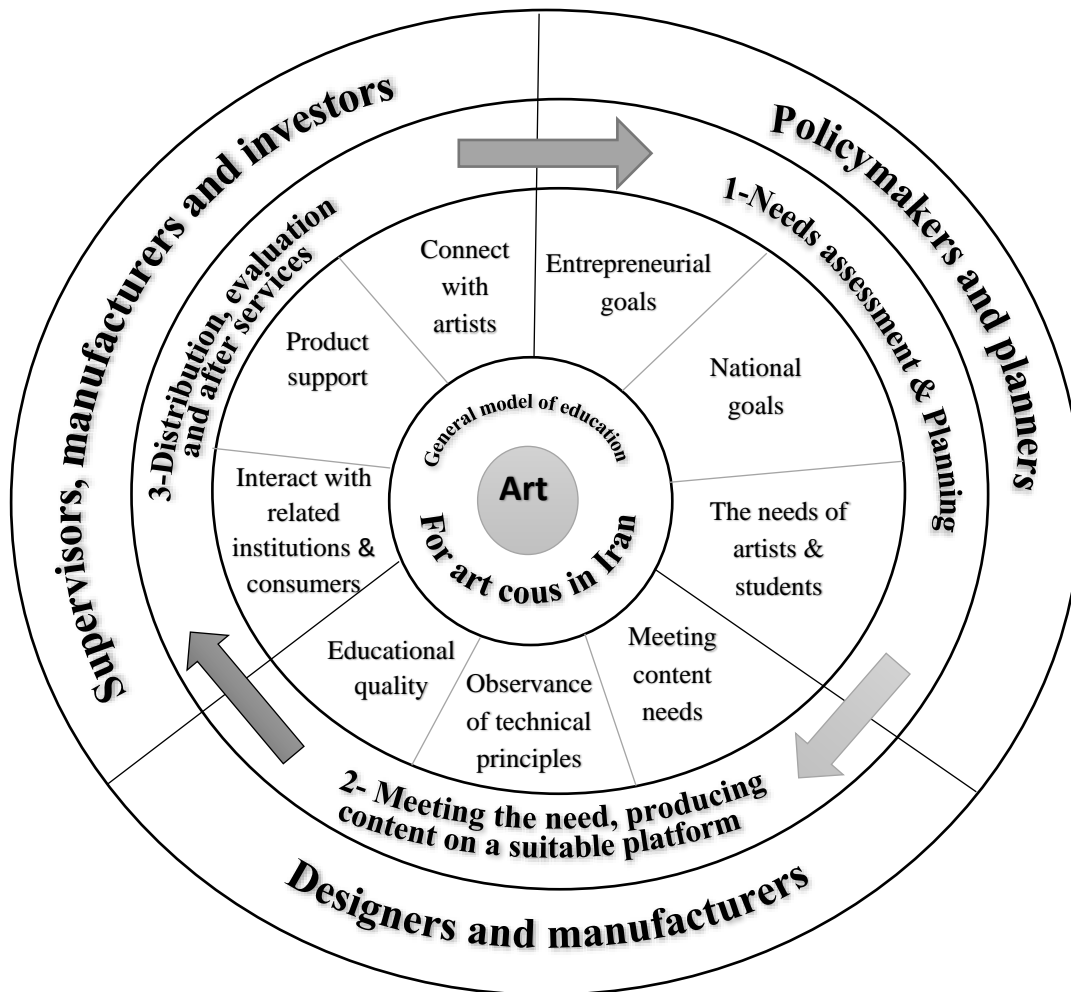 Supervisors, manufacturers and investors
Policymakers and planners
Designers and manufacturers
1-Needs assessment & Planning
2- Meeting the need, producing
content on a suitable platform
3-Distribution, evaluation
and after services
Entrepreneurial
goals
National
goals
The needs of
artists &
students
Meeting
content
needs
Observance
of technical
principles
Educational
quality
Interact with
related
institutions &
consumers
Product
support
Connect
with
artists
General model of education
Art
For art cous in Iran